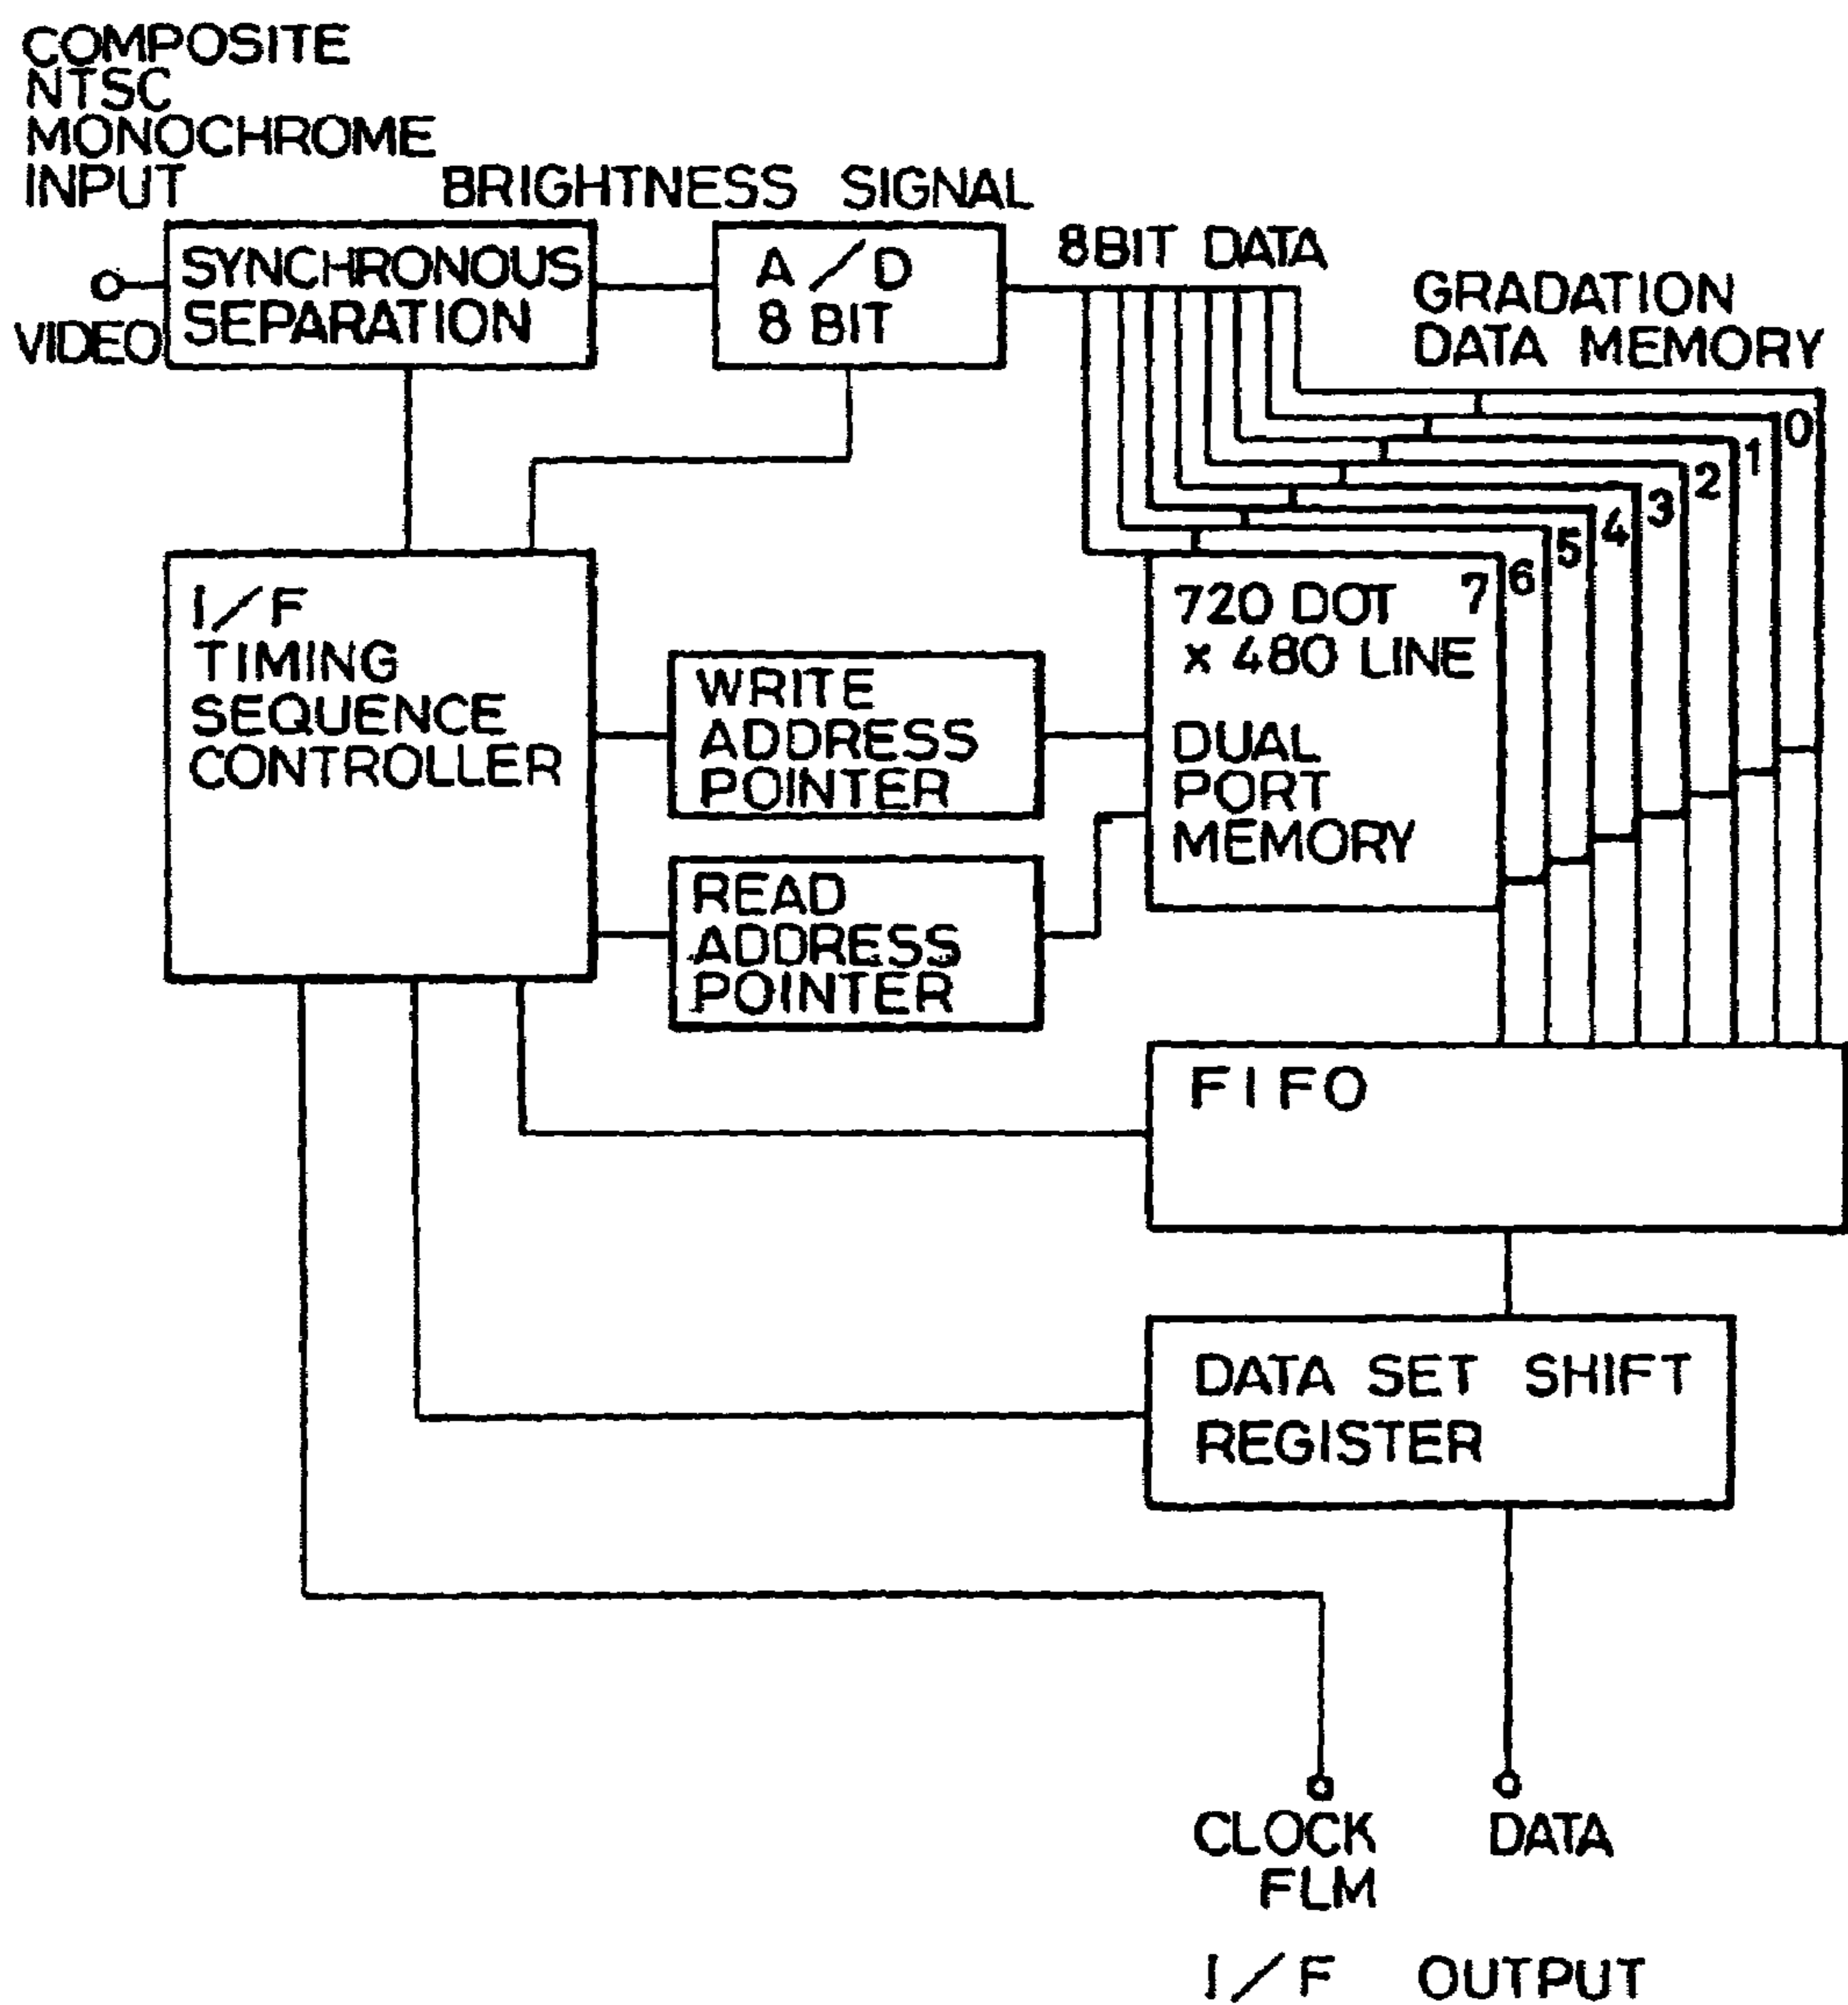 COMPOSITE
NTSC
MONOCHROME
INPUT
BRIGHTNESS SIGNAL
VIDEO
SYNCHRONOUS
SEPARATION
A/D
8 BIT
8BIT DATA
GRADATION
DATA MEMORY
0
1
2
3
4
5
6
7
720 DOT
x 480 LINE
DUAL
PORT
MEMORY
I/F
TIMING
SEQUENCE
CONTROLLER
WRITE
ADDRESS
POINTER
READ
ADDRESS
POINTER
FIFO
DATA SET SHIFT
REGISTER
CLOCK
FLM
DATA
I/F OUTPUT